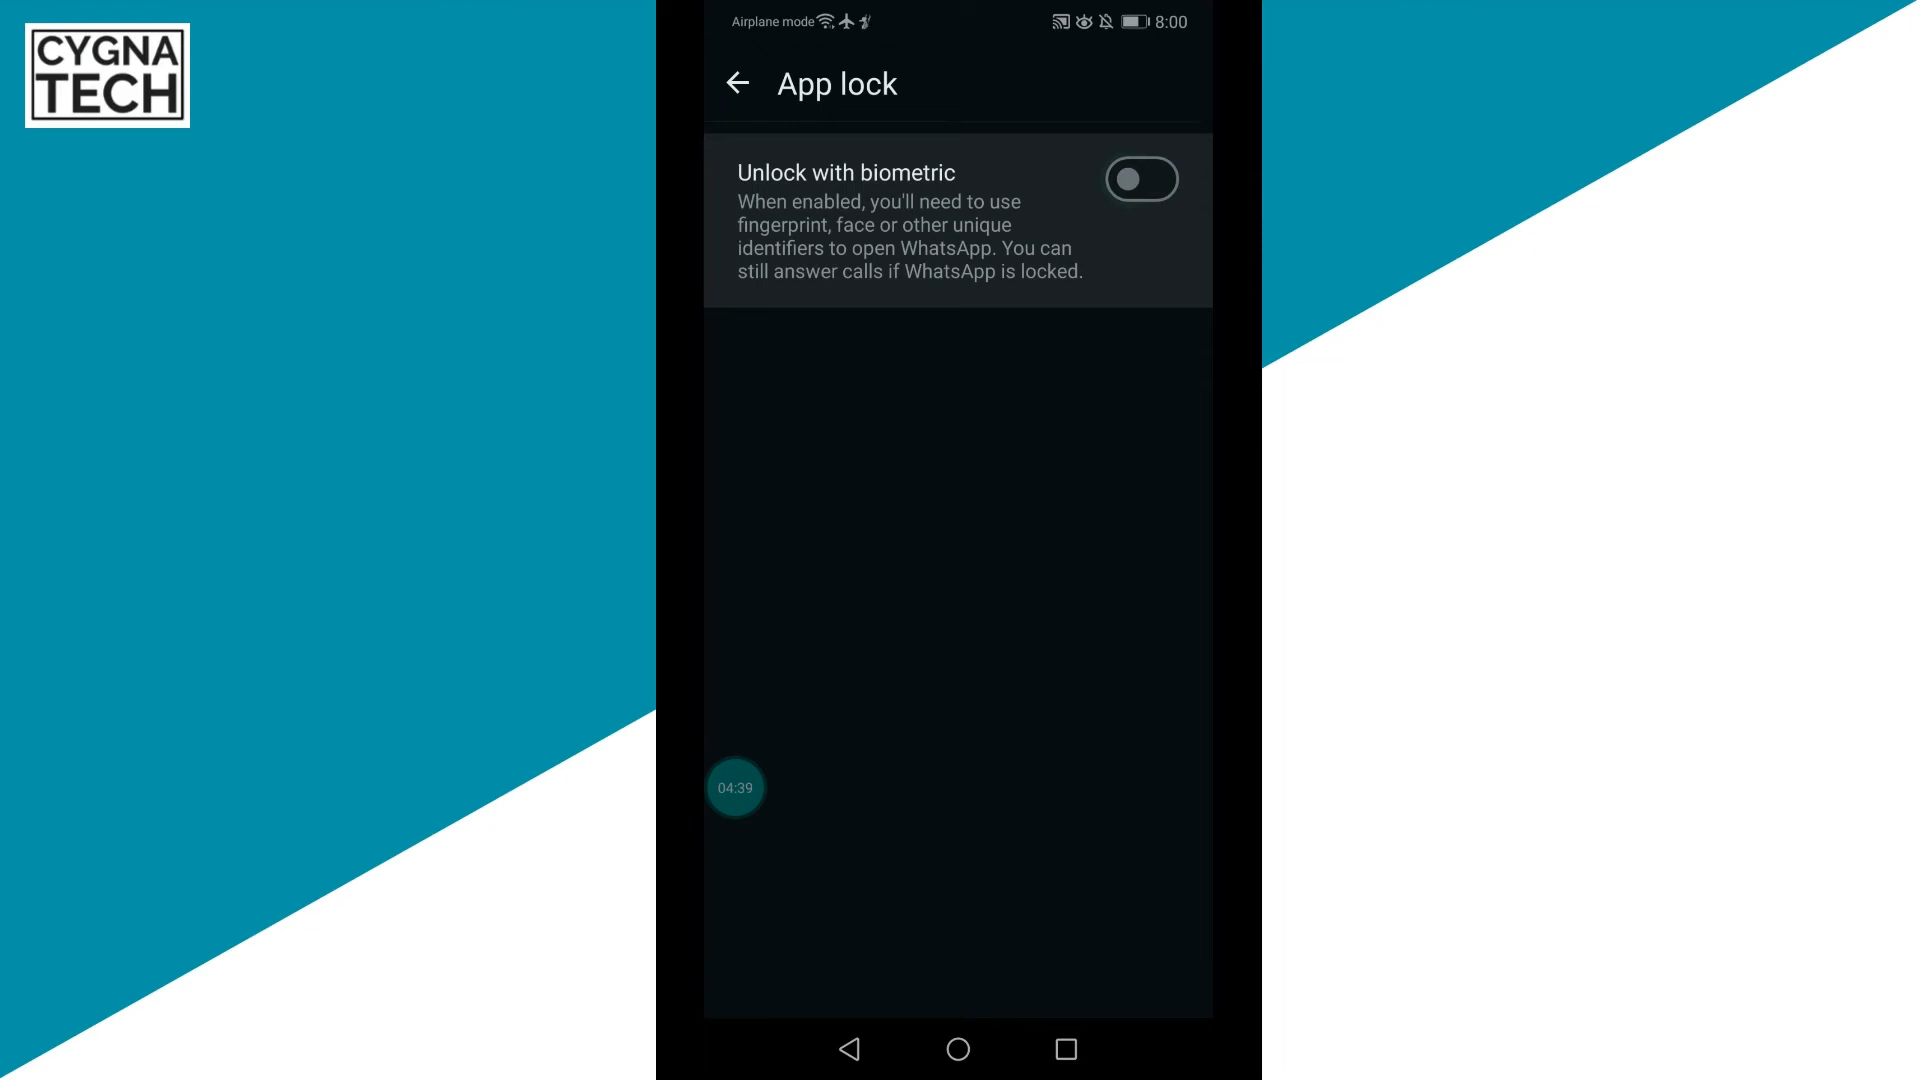 CYGNA
TECH
Airplane mode
8:00
App lock
Unlock with biometric
When enabled, you'll need to use
fingerprint, face or other unique
identifiers to open WhatsApp. You can
still answer calls if WhatsApp is locked.
04:39